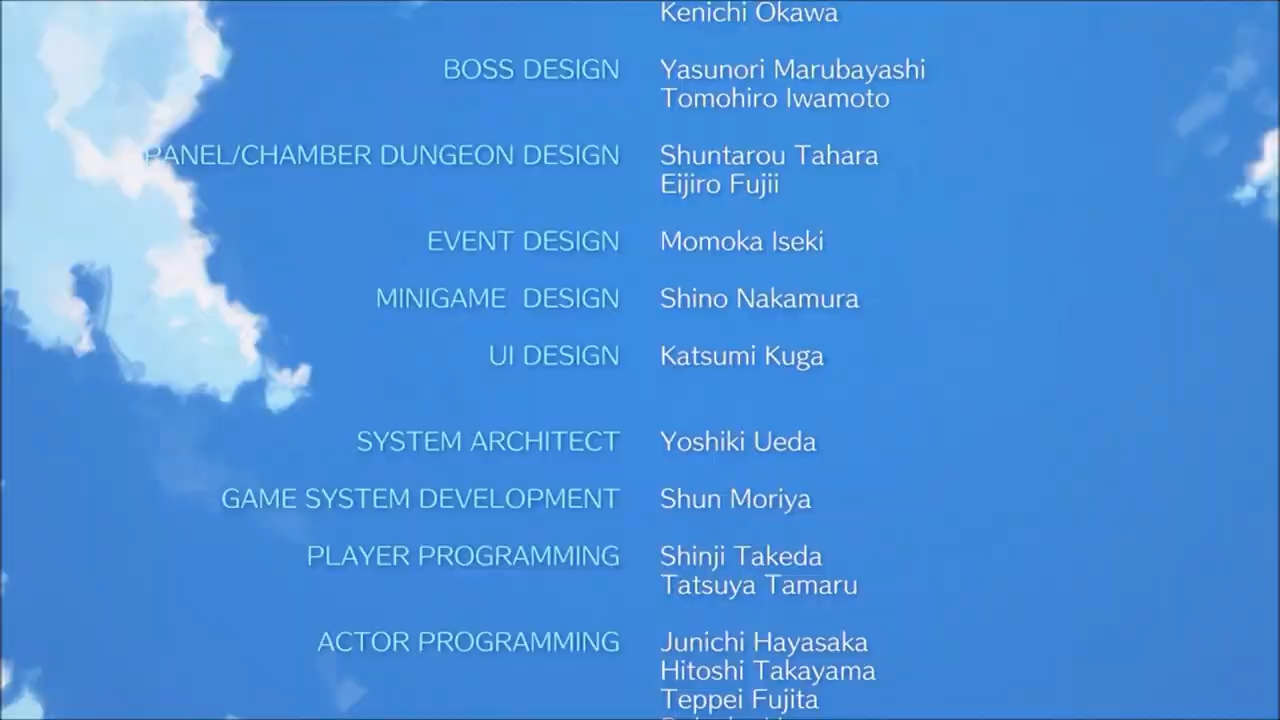 Kenichi Okawa
BOSS DESIGN Yasunori Marubayashi
Tomohiro Iwamoto
PANEL/CHAMBER DUNGEON DESIGN Shuntarou Tahara
Eijiro Fujii
EVENT DESIGN Momoka Iseki
MINIGAME DESIGN Shino Nakamura
UI DESIGN Katsumi Kuga
SYSTEM ARCHITECT Yoshiki Ueda
GAME SYSTEM DEVELOPMENT Shun Moriya
PLAYER PROGRAMMING Shinji Takeda
Tatsuya Tamaru
ACTOR PROGRAMMING Junichi Hayasaka
Hitoshi Takayama
Teppei Fujita